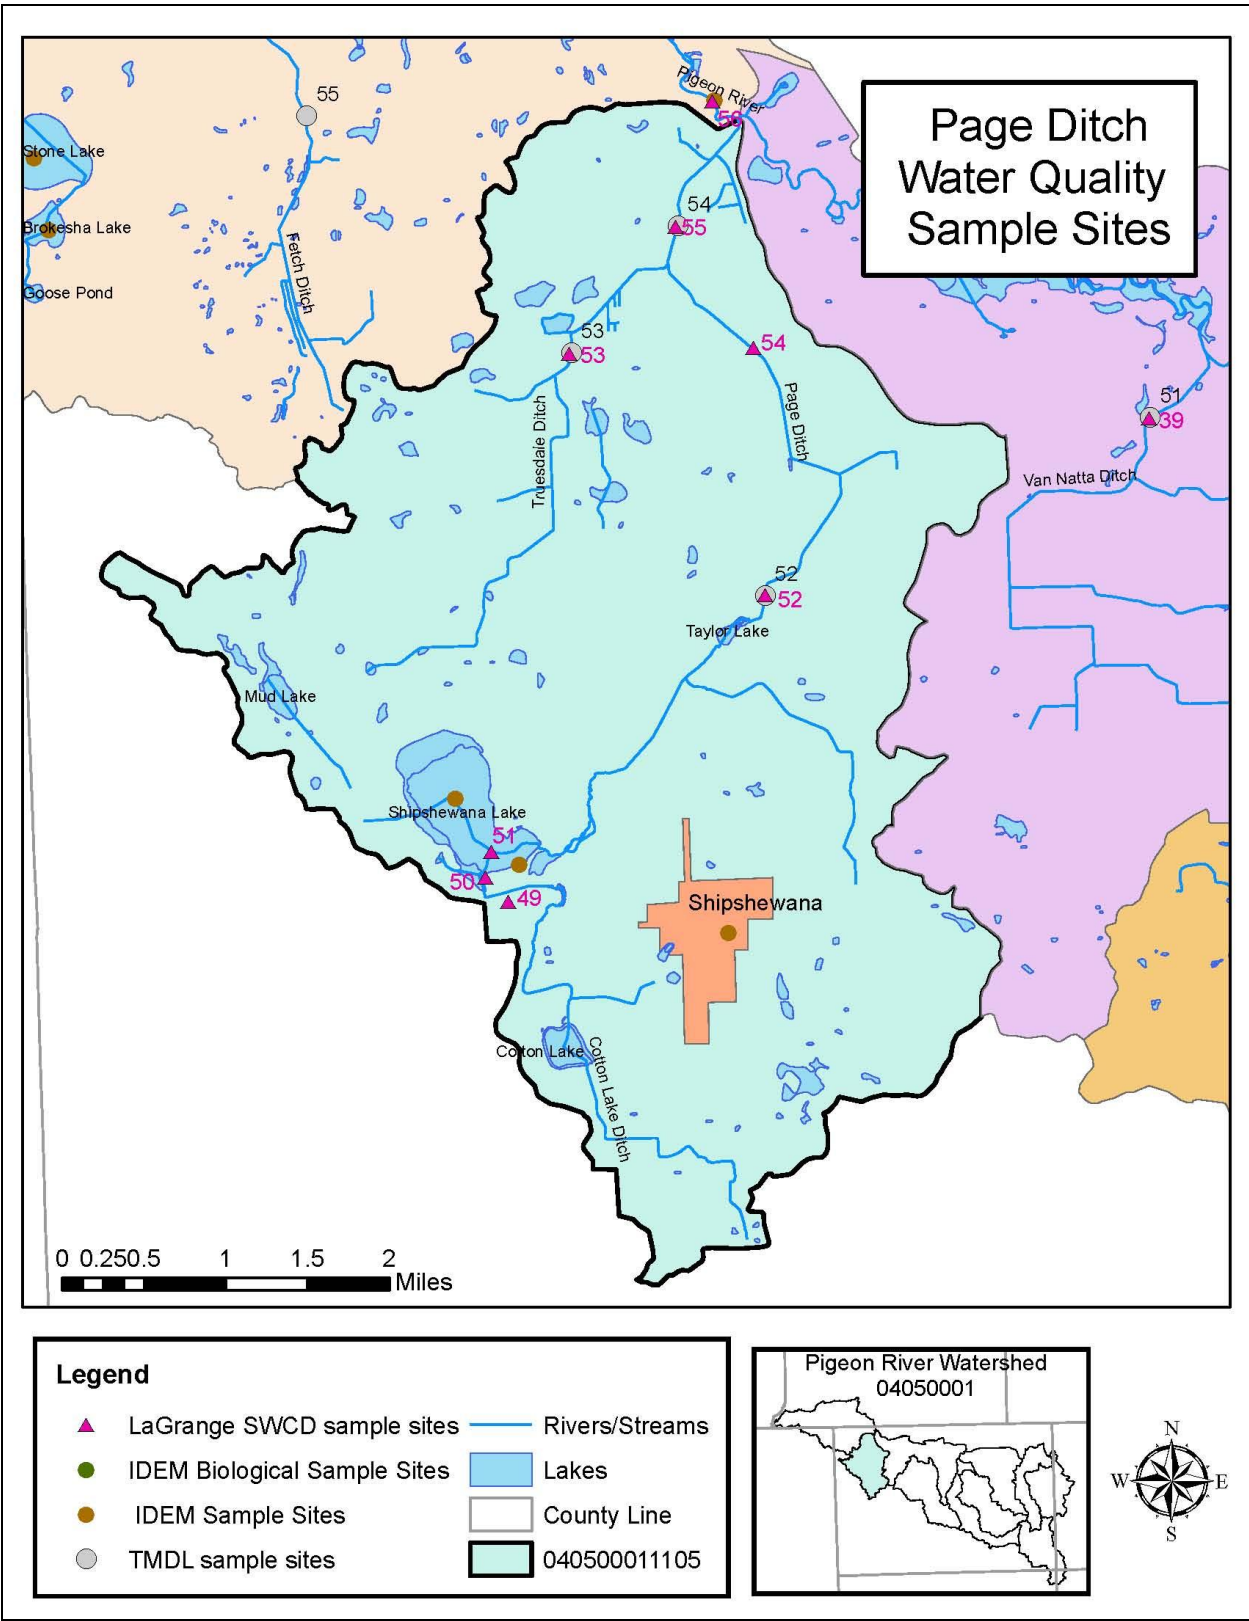 Page Ditch
Water Quality
Sample Sites
Pigeon River
56
55
Stone Lake
Brokesha Lake
Goose Pond
Fetch Ditch
54
55
53
53
54
Page Ditch
Truesdale Ditch
51
39
Van Natta Ditch
52
52
Taylor Lake
Mud Lake
Shipshewana Lake
51
50
49
Shipshewana
Cotton Lake
Cotton Lake Ditch
0 0.25 0.5 1 1.5 2
Miles
Legend
LaGrange SWCD sample sites
IDEM Biological Sample Sites
IDEM Sample Sites
TMDL sample sites
Rivers/Streams
Lakes
County Line
040500011105
Pigeon River Watershed
04050001
N
W E
S